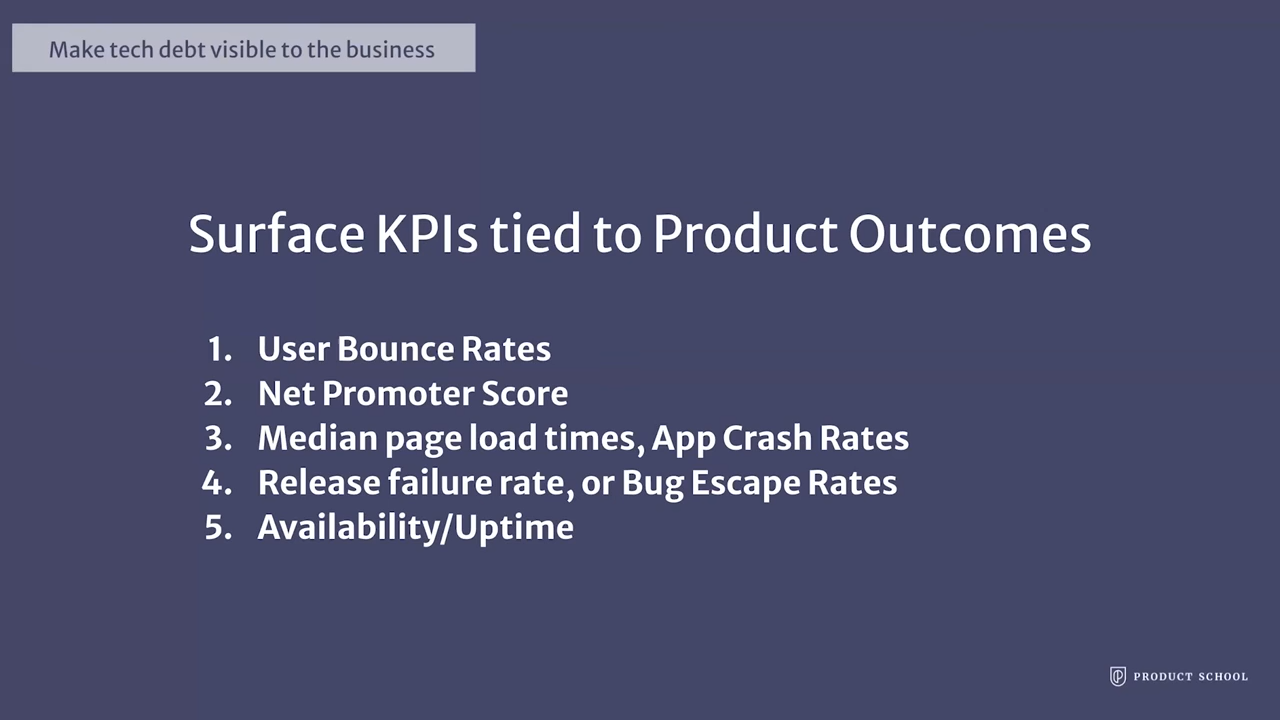 Make tech debt visible to the business
Surface KPIs tied to Product Outcomes
1. User Bounce Rates
2. Net Promoter Score
3. Median page load times, App Crash Rates
4. Release failure rate, or Bug Escape Rates
5. Availability/Uptime
PRODUCT SCHOOL